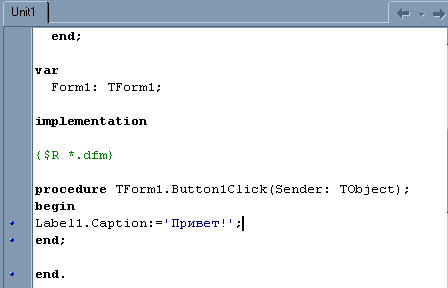 Unit1
end;
var
Form1: TForm1;
implementation
{$R *.dfm}
procedure TForm1.Button1Click(Sender: TObject);
begin
Label1.Caption:='Привет!';
end;
end.